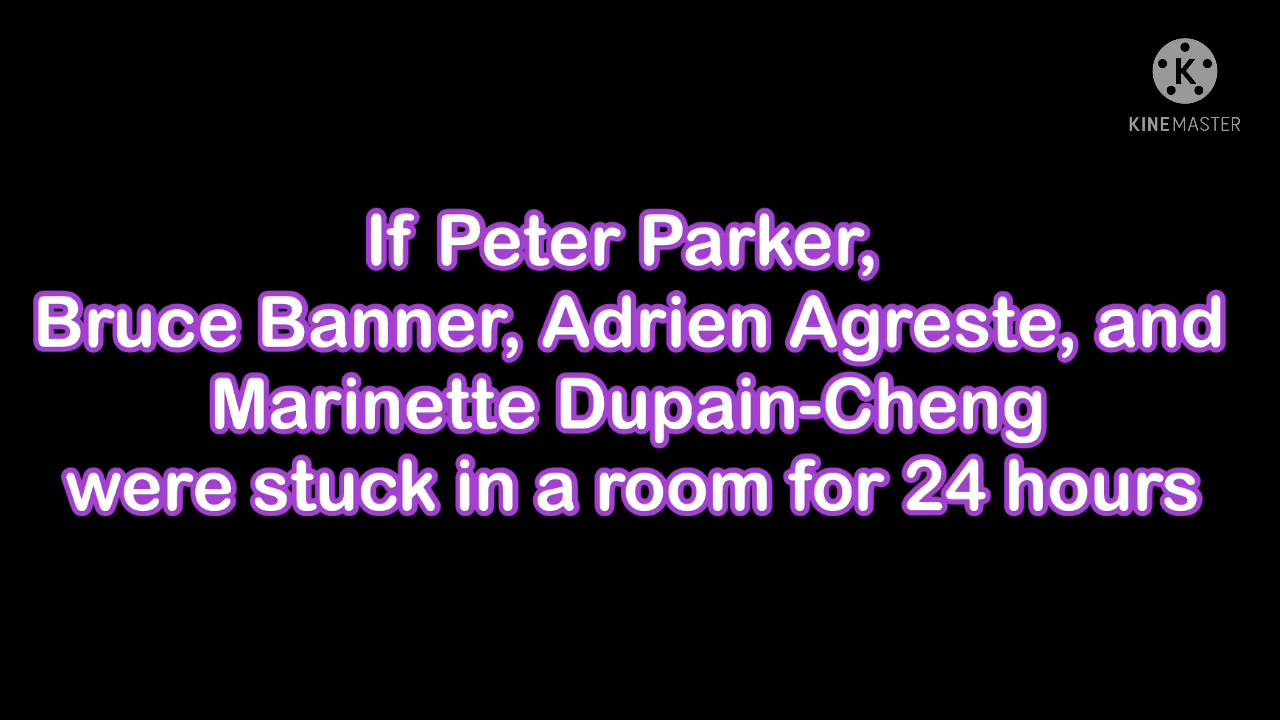 K
KINEMASTER
If Peter Parker,
Bruce Banner, Adrien Agreste, and
Marinette Dupain-Cheng
were stuck in a room for 24 hours